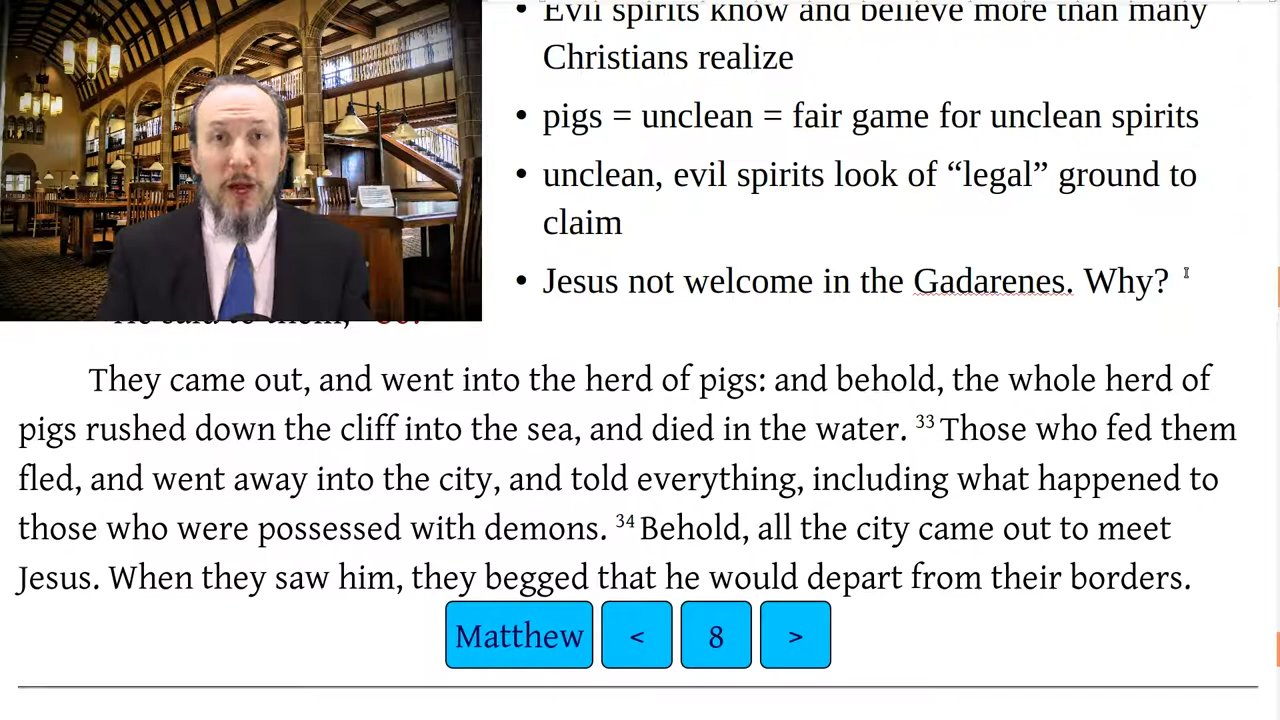 • Evil spirits know and believe more than many
Christians realize
• pigs = unclean = fair game for unclean spirits
• unclean, evil spirits look of “legal” ground to
claim
• Jesus not welcome in the Gadarenes. Why?
He said to them, “Go!”
They came out, and went into the herd of pigs: and behold, the whole herd of
pigs rushed down the cliff into the sea, and died in the water. 33 Those who fed them
fled, and went away into the city, and told everything, including what happened to
those who were possessed with demons. 34 Behold, all the city came out to meet
Jesus. When they saw him, they begged that he would depart from their borders.
Matthew < 8 >